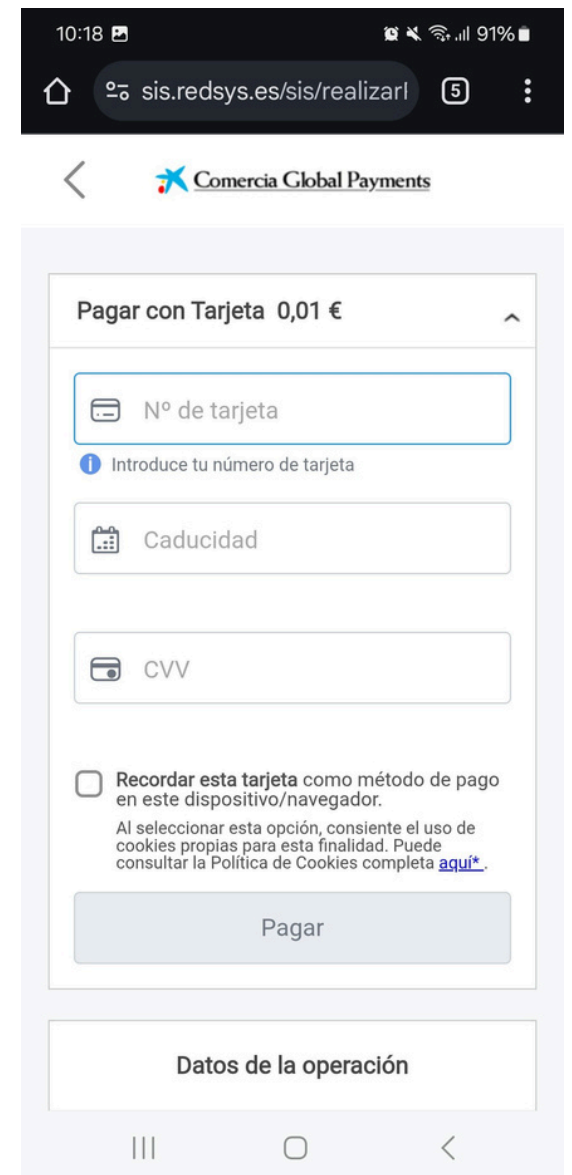 10:18 91%
sis.redsys.es/sis/realizarI 5
Comercia Global Payments
Pagar con Tarjeta 0,01 €
Nº de tarjeta
Introduce tu número de tarjeta
Caducidad
CVV
Recordar esta tarjeta como método de pago
en este dispositivo/navegador.
Al seleccionar esta opción, consiente el uso de
cookies propias para esta finalidad. Puede
consultar la Política de Cookies completa aquí* .
Pagar
Datos de la operación